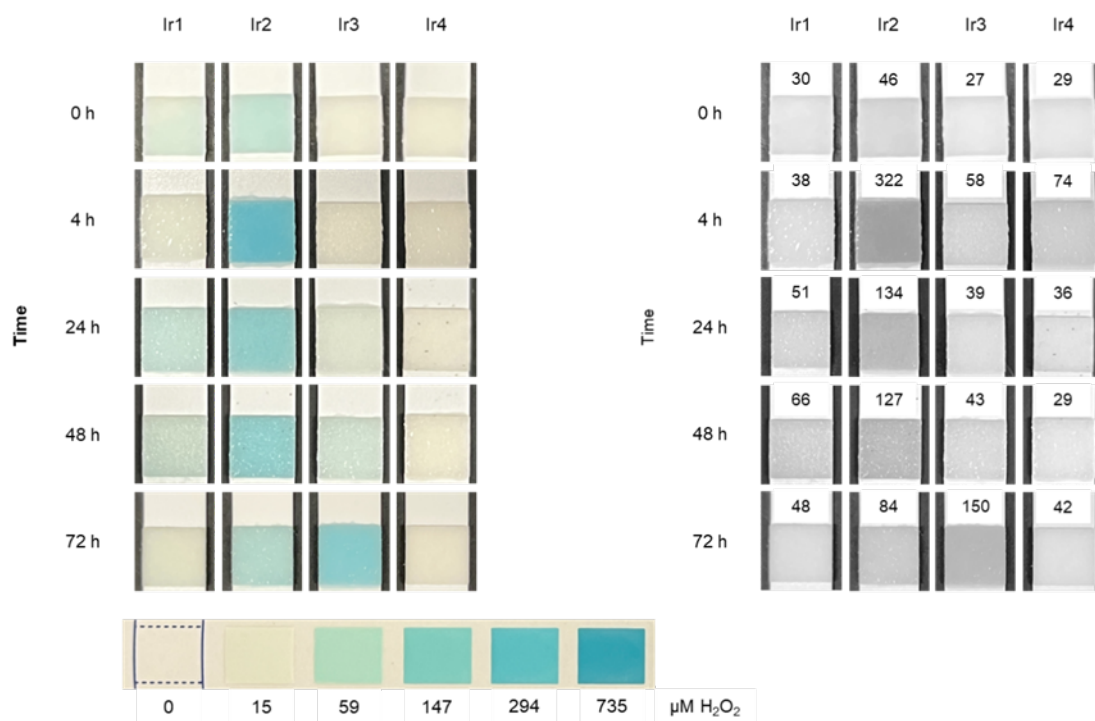 Ir1 Ir2 Ir3 Ir4 Ir1 Ir2 Ir3 Ir4
0 h 0 h 30 46 27 29
4 h 4 h 38 322 58 74
Time 24 h Time 24 h 51 134 39 36
48 h 48 h 66 127 43 29
72 h 72 h 48 84 150 42
0 15 59 147 294 735 µM H₂O₂